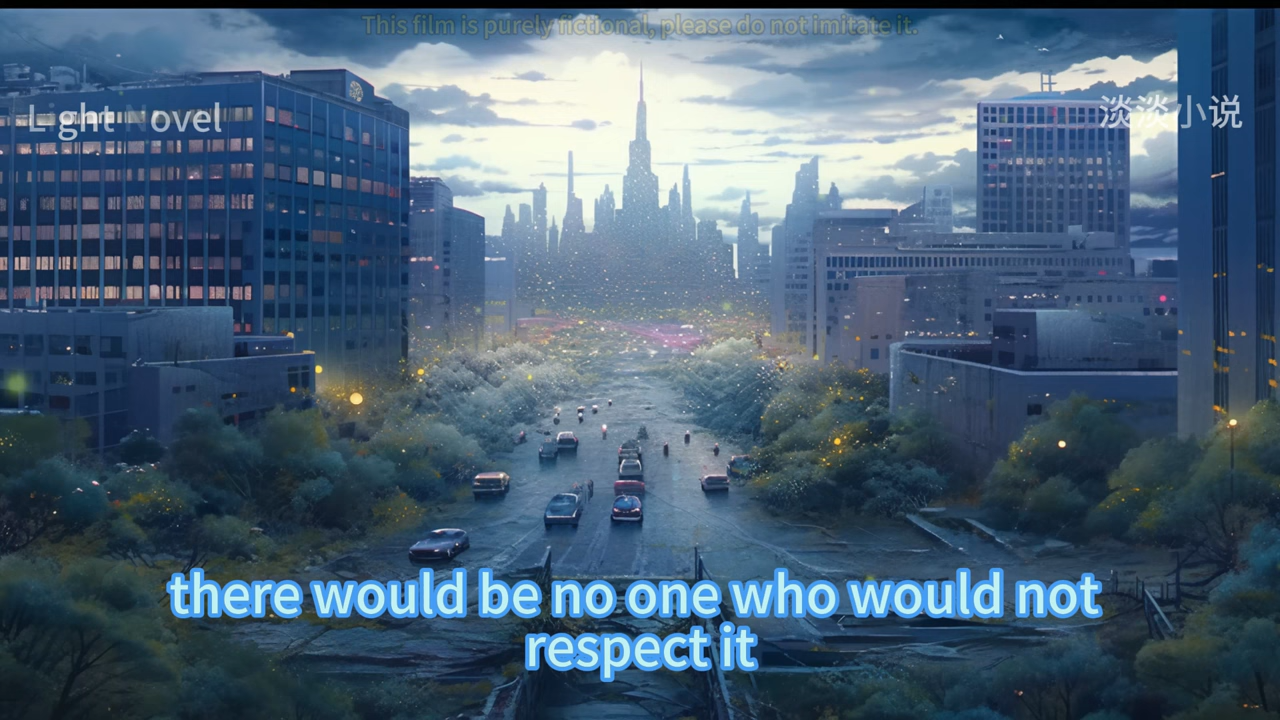 This film is purely fictional, please do not imitate it.
Light Novel
淡淡小说
there would be no one who would not
respect it